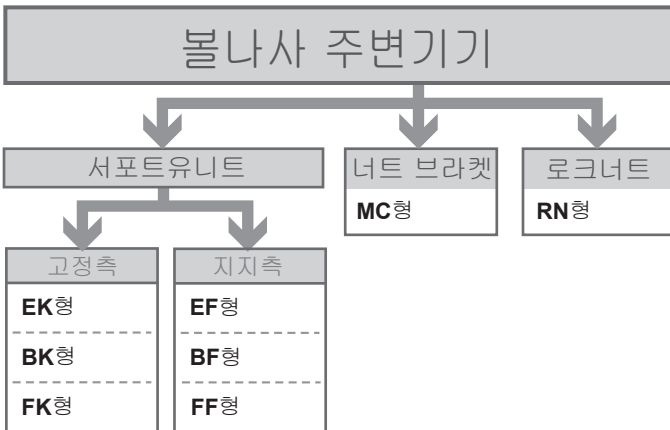 볼나사 주변기기
서포트유니트
너트 브라켓
로크너트
MC형
RN형
고정측
지지측
EK형
EF형
BK형
BF형
FK형
FF형